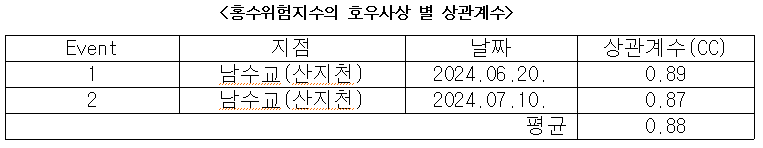 <홍수위험지수의 호우사상 별 상관계수>
Event 지점 날짜 상관계수(CC)
1 남수교(산지천) 2024.06.20. 0.89
2 남수교(산지천) 2024.07.10. 0.87
평균 0.88